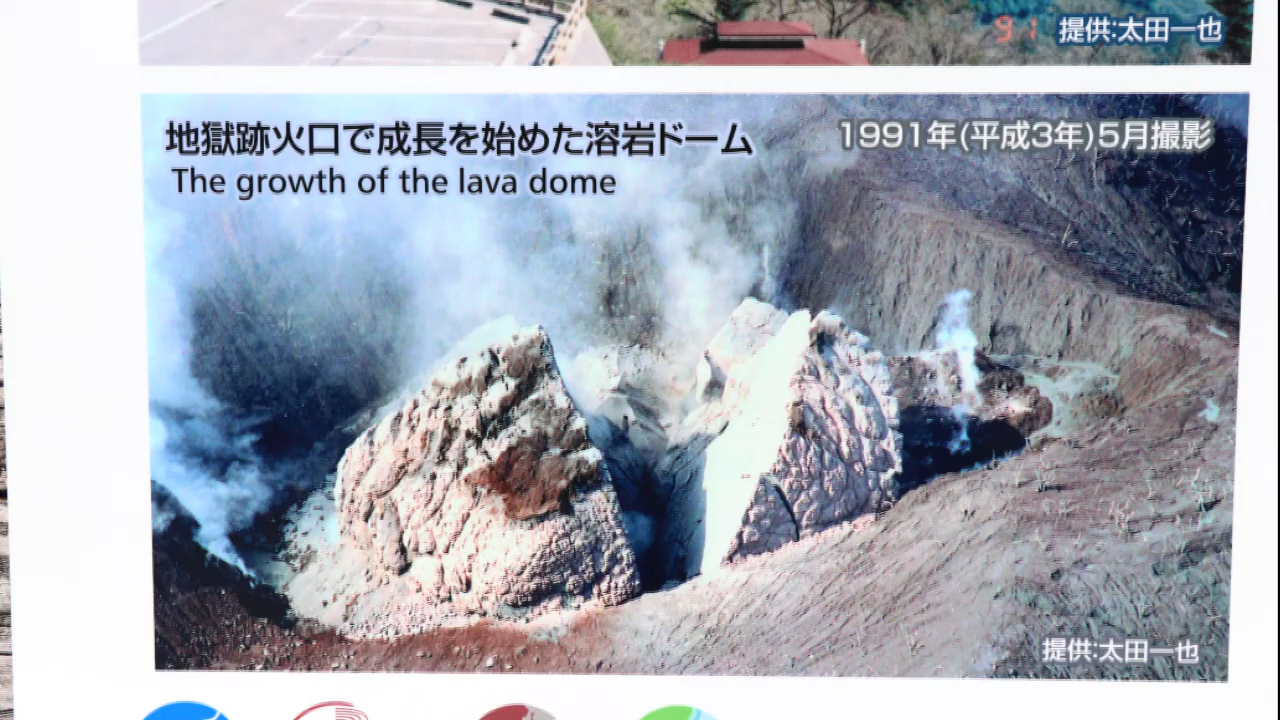 91 提供:太田一也
地獄跡火口で成長を始めた溶岩ドーム 1991年(平成3年)5月撮影
The growth of the lava dome
提供:太田一也